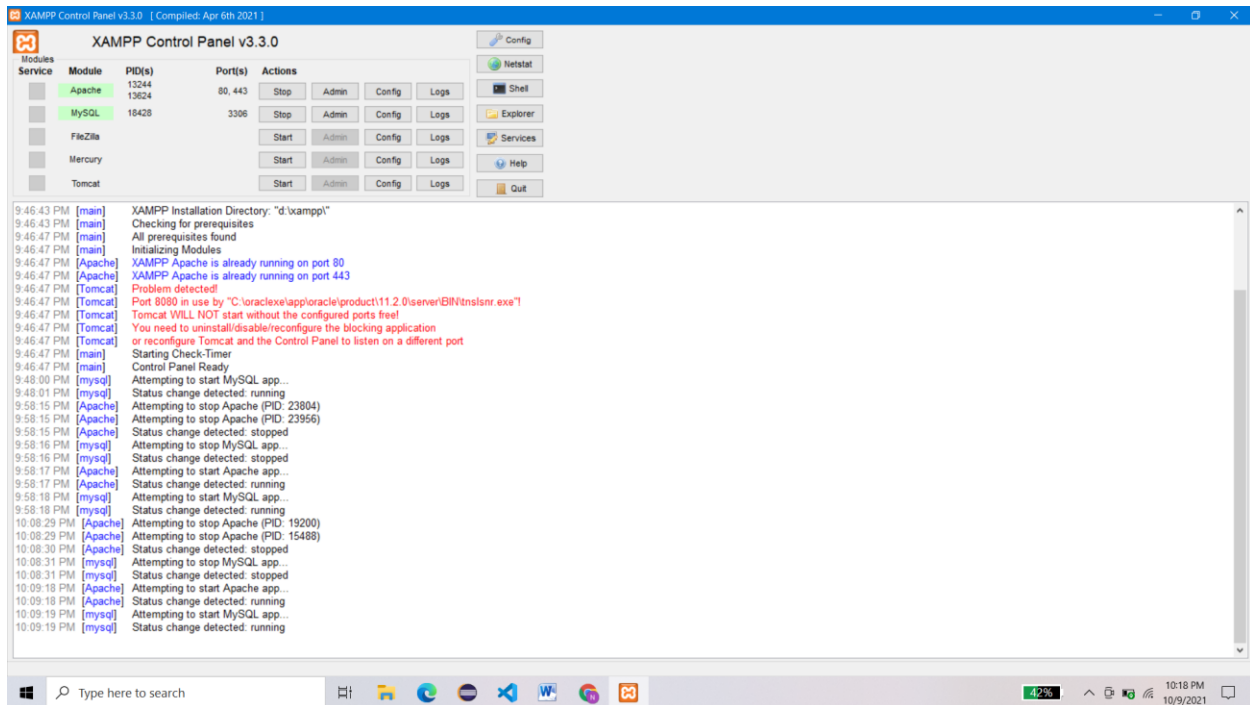 XAMPP Control Panel v3.3.0 [ Compiled: Apr 6th 2021 ]
XAMPP Control Panel v3.3.0
Config
Modules
Service Module PID(s) Port(s) Actions
Netstat
Apache 13244 13624 80, 443 Stop Admin Config Logs
Shell
MySQL 18428 3306 Stop Admin Config Logs
Explorer
FileZilla Start Admin Config Logs
Services
Mercury Start Admin Config Logs
Help
Tomcat Start Admin Config Logs
Quit
9:46:43 PM [main] XAMPP Installation Directory: "d:\xampp\"
9:46:43 PM [main] Checking for prerequisites
9:46:47 PM [main] All prerequisites found
9:46:47 PM [main] Initializing Modules
9:46:47 PM [Apache] XAMPP Apache is already running on port 80
9:46:47 PM [Apache] XAMPP Apache is already running on port 443
9:46:47 PM [Tomcat] Problem detected!
9:46:47 PM [Tomcat] Port 8080 in use by "C:\oraclexe\app\oracle\product\11.2.0\server\BIN\tnslsnr.exe"!
9:46:47 PM [Tomcat] Tomcat WILL NOT start without the configured ports free!
9:46:47 PM [Tomcat] You need to uninstall/disable/reconfigure the blocking application
9:46:47 PM [Tomcat] or reconfigure Tomcat and the Control Panel to listen on a different port
9:46:47 PM [main] Starting Check-Timer
9:46:47 PM [main] Control Panel Ready
9:48:00 PM [mysql] Attempting to start MySQL app...
9:48:01 PM [mysql] Status change detected: running
9:58:15 PM [Apache] Attempting to stop Apache (PID: 23804)
9:58:15 PM [Apache] Attempting to stop Apache (PID: 23956)
9:58:15 PM [Apache] Status change detected: stopped
9:58:16 PM [mysql] Attempting to stop MySQL app...
9:58:16 PM [mysql] Status change detected: stopped
9:58:17 PM [Apache] Attempting to start Apache app...
9:58:17 PM [Apache] Status change detected: running
9:58:18 PM [mysql] Attempting to start MySQL app...
9:58:18 PM [mysql] Status change detected: running
10:08:29 PM [Apache] Attempting to stop Apache (PID: 19200)
10:08:29 PM [Apache] Attempting to stop Apache (PID: 15488)
10:08:30 PM [Apache] Status change detected: stopped
10:08:31 PM [mysql] Attempting to stop MySQL app...
10:08:31 PM [mysql] Status change detected: stopped
10:09:18 PM [Apache] Attempting to start Apache app...
10:09:18 PM [Apache] Status change detected: running
10:09:19 PM [mysql] Attempting to start MySQL app...
10:09:19 PM [mysql] Status change detected: running
Type here to search
42%
10:18 PM
10/9/2021